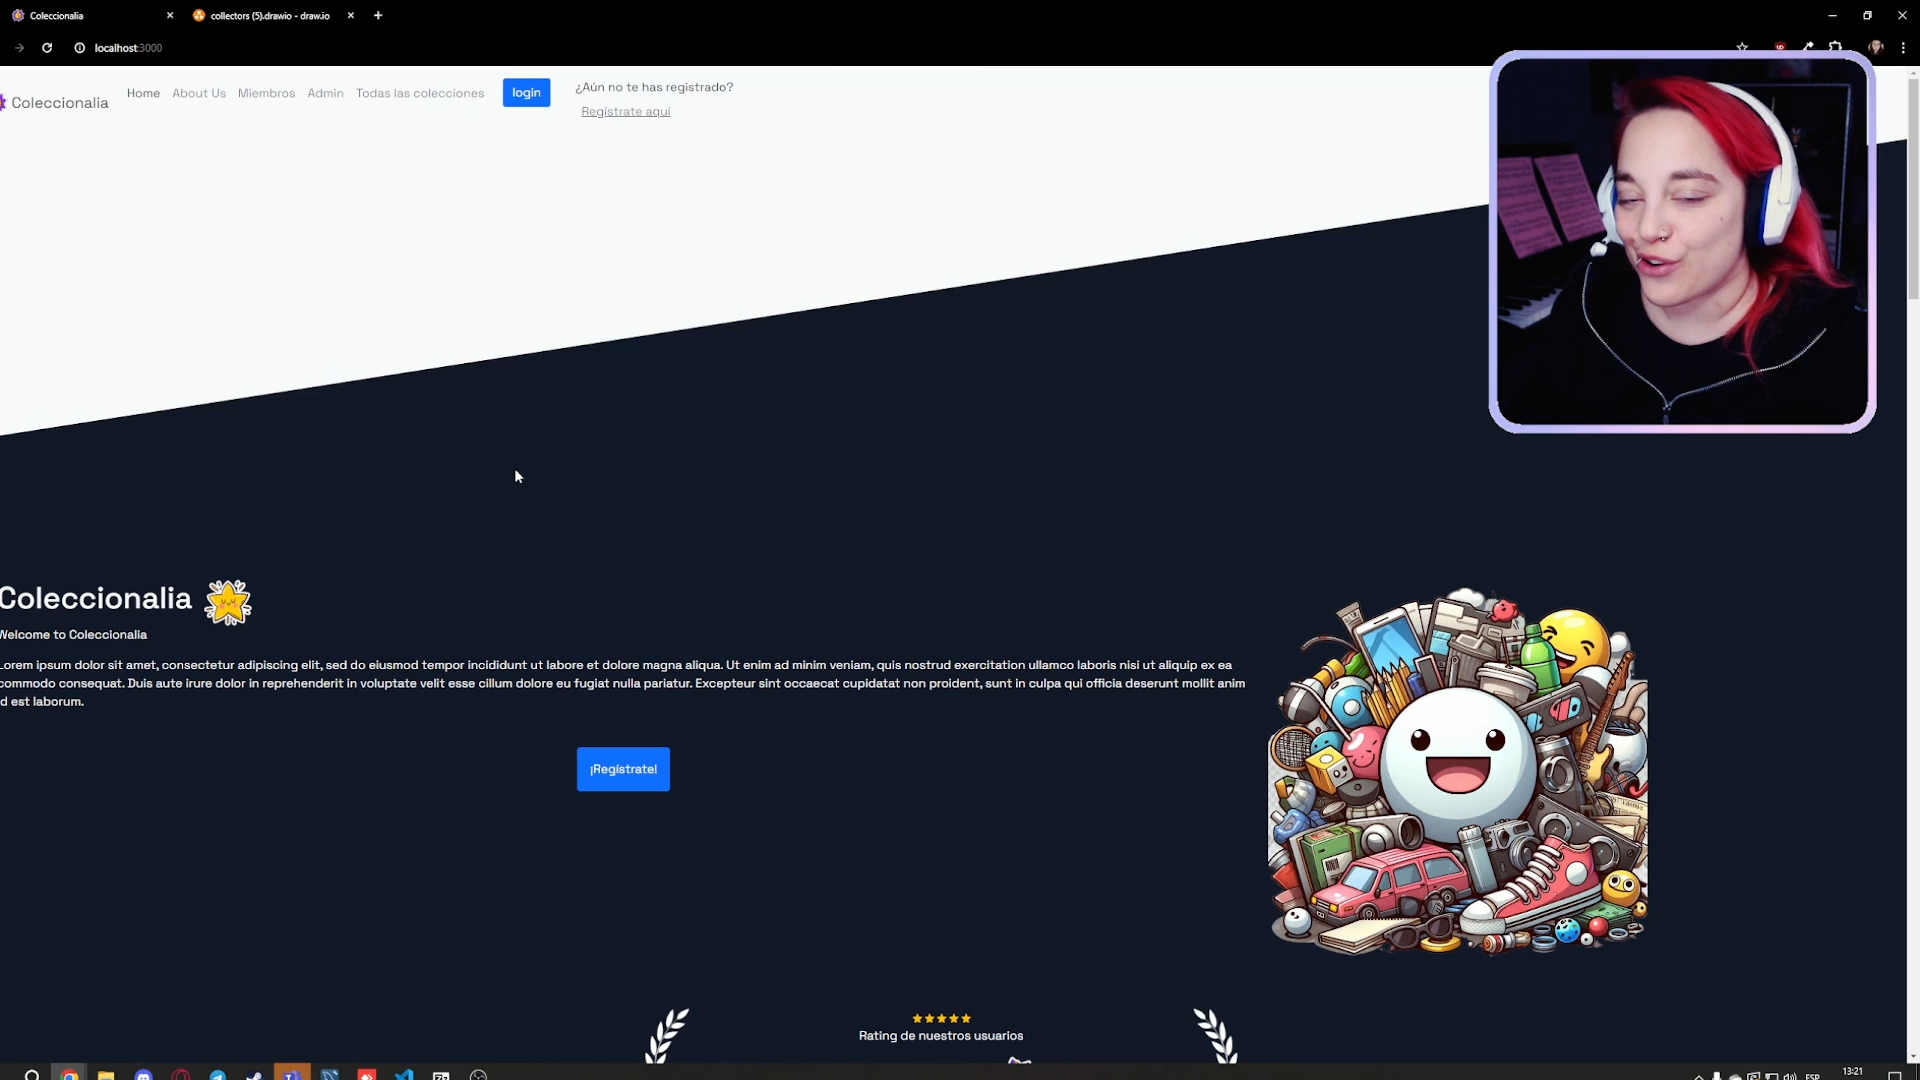 Coleccionalia
collectors (5).drawio - draw.io
localhost:3000
Coleccionalia
Home
About Us
Miembros
Admin
Todas las colecciones
login
¿Aún no te has registrado?
Regístrate aquí
Coleccionalia
Welcome to Coleccionalia
Lorem ipsum dolor sit amet, consectetur adipiscing elit, sed do eiusmod tempor incididunt ut labore et dolore magna aliqua. Ut enim ad minim veniam, quis nostrud exercitation ullamco laboris nisi ut aliquip ex ea
commodo consequat. Duis aute irure dolor in reprehenderit in voluptate velit esse cillum dolore eu fugiat nulla pariatur. Excepteur sint occaecat cupidatat non proident, sunt in culpa qui officia deserunt mollit anim
id est laborum.
¡Regístrate!
Rating de nuestros usuarios
ESP
13:21